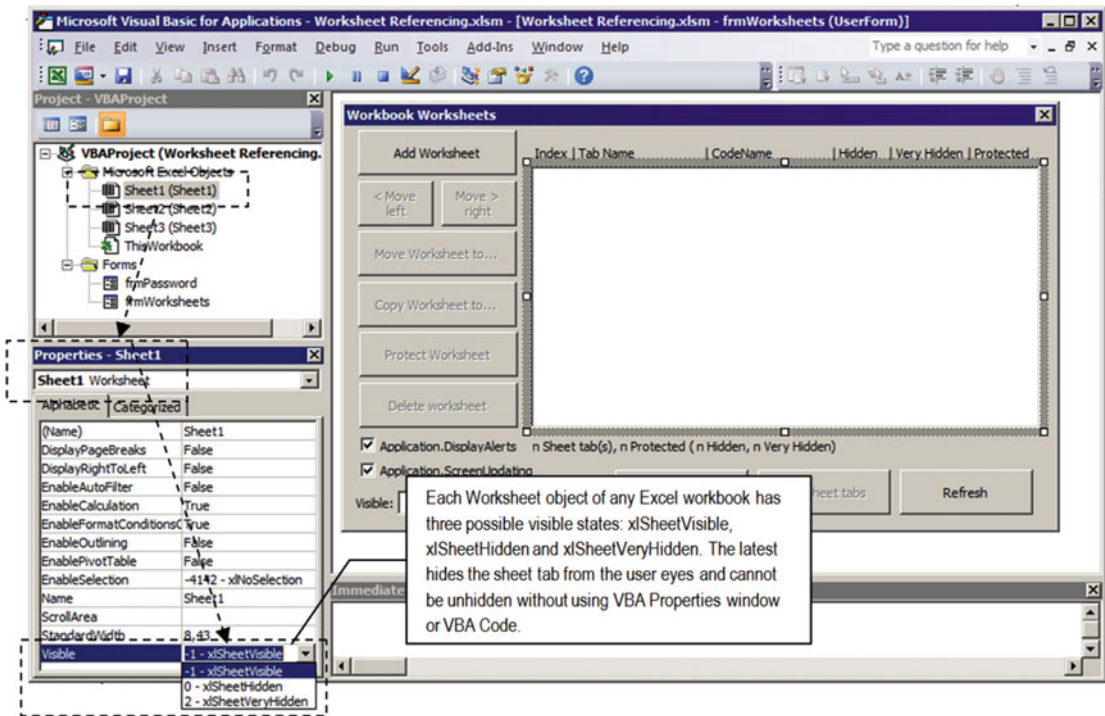 Microsoft Visual Basic for Applications - Worksheet Referencing.xlsm - [Worksheet Referencing.xlsm - frmWorksheets (UserForm)]
File Edit View Insert Format Debug Run Tools Add-Ins Window Help
Type a question for help
Project - VBAProject
VBAProject (Worksheet Referencing.
Microsoft Excel Objects
Sheet1 (Sheet1)
Sheet2 (Sheet2)
Sheet3 (Sheet3)
ThisWorkbook
Forms
frmPassword
frmWorksheets
Properties - Sheet1
Sheet1 Worksheet
Alphabetic Categorized
(Name) Sheet1
DisplayPageBreaks False
DisplayRightToLeft False
EnableAutoFilter False
EnableCalculation True
EnableFormatConditionsC True
EnableOutlining False
EnablePivotTable False
EnableSelection -4142 - xlNoSelection
Name Sheet1
ScrollArea
StandardWidth 8,43
Visible -1 - xlSheetVisible
-1 - xlSheetVisible
0 - xlSheetHidden
2 - xlSheetVeryHidden
Workbook Worksheets
Add Worksheet
< Move left
Move > right
Move Worksheet to...
Copy Worksheet to...
Protect Worksheet
Delete worksheet
Index | Tab Name | CodeName | Hidden | Very Hidden | Protected
Application.DisplayAlerts
n Sheet tab(s), n Protected ( n Hidden, n Very Hidden)
Application.ScreenUpdating
Visible:
eet tabs
Refresh
Immediate
Each Worksheet object of any Excel workbook has
three possible visible states: xlSheetVisible,
xlSheetHidden and xlSheetVeryHidden. The latest
hides the sheet tab from the user eyes and cannot
be unhidden without using VBA Properties window
or VBA Code.